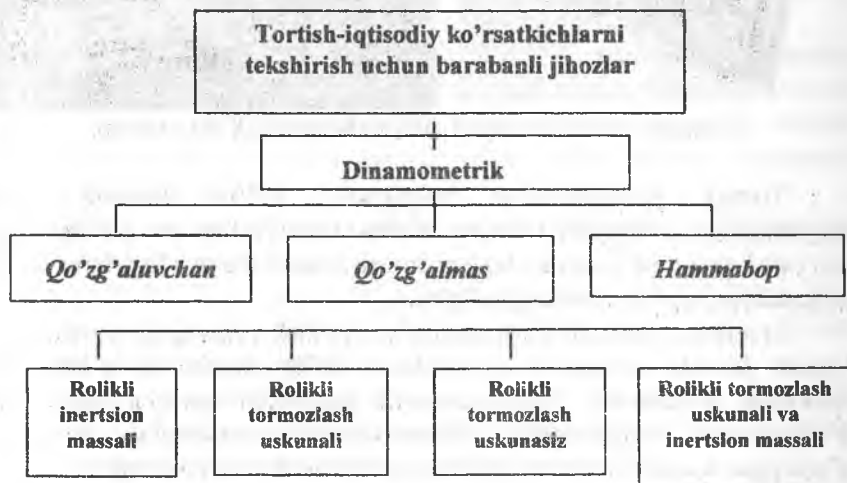 Tortish-iqtisodiy ko'rsatkichlarni
tekshirish uchun barabanli jihozlar
Dinamometrik
Qo'zg'aluvchan
Qo'zg'almas
Hammabop
Rolikli
inertsion
massali
Rolikli
tormozlash
uskunali
Rolikli
tormozlash
uskunasiz
Rolikli tormozlash
uskunali va
inertsion massali